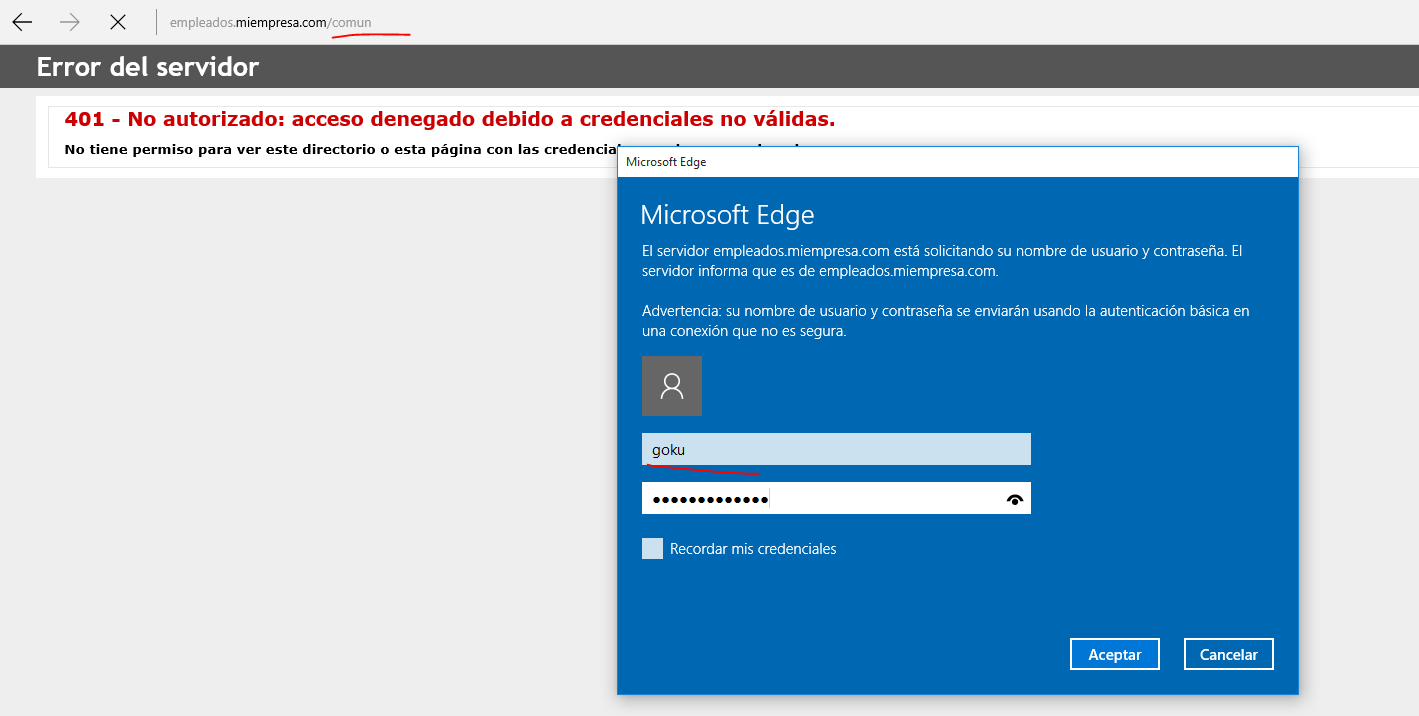 empleados.miempresa.com/comun
Error del servidor
401 - No autorizado: acceso denegado debido a credenciales no válidas.
No tiene permiso para ver este directorio o esta página con las
Microsoft Edge
Microsoft Edge
El servidor empleados.miempresa.com está solicitando su nombre de usuario y contraseña. El
servidor informa que es de empleados.miempresa.com.
Advertencia: su nombre de usuario y contraseña se enviarán usando la autenticación básica en
una conexión que no es segura.
goku
Recordar mis credenciales
Aceptar
Cancelar